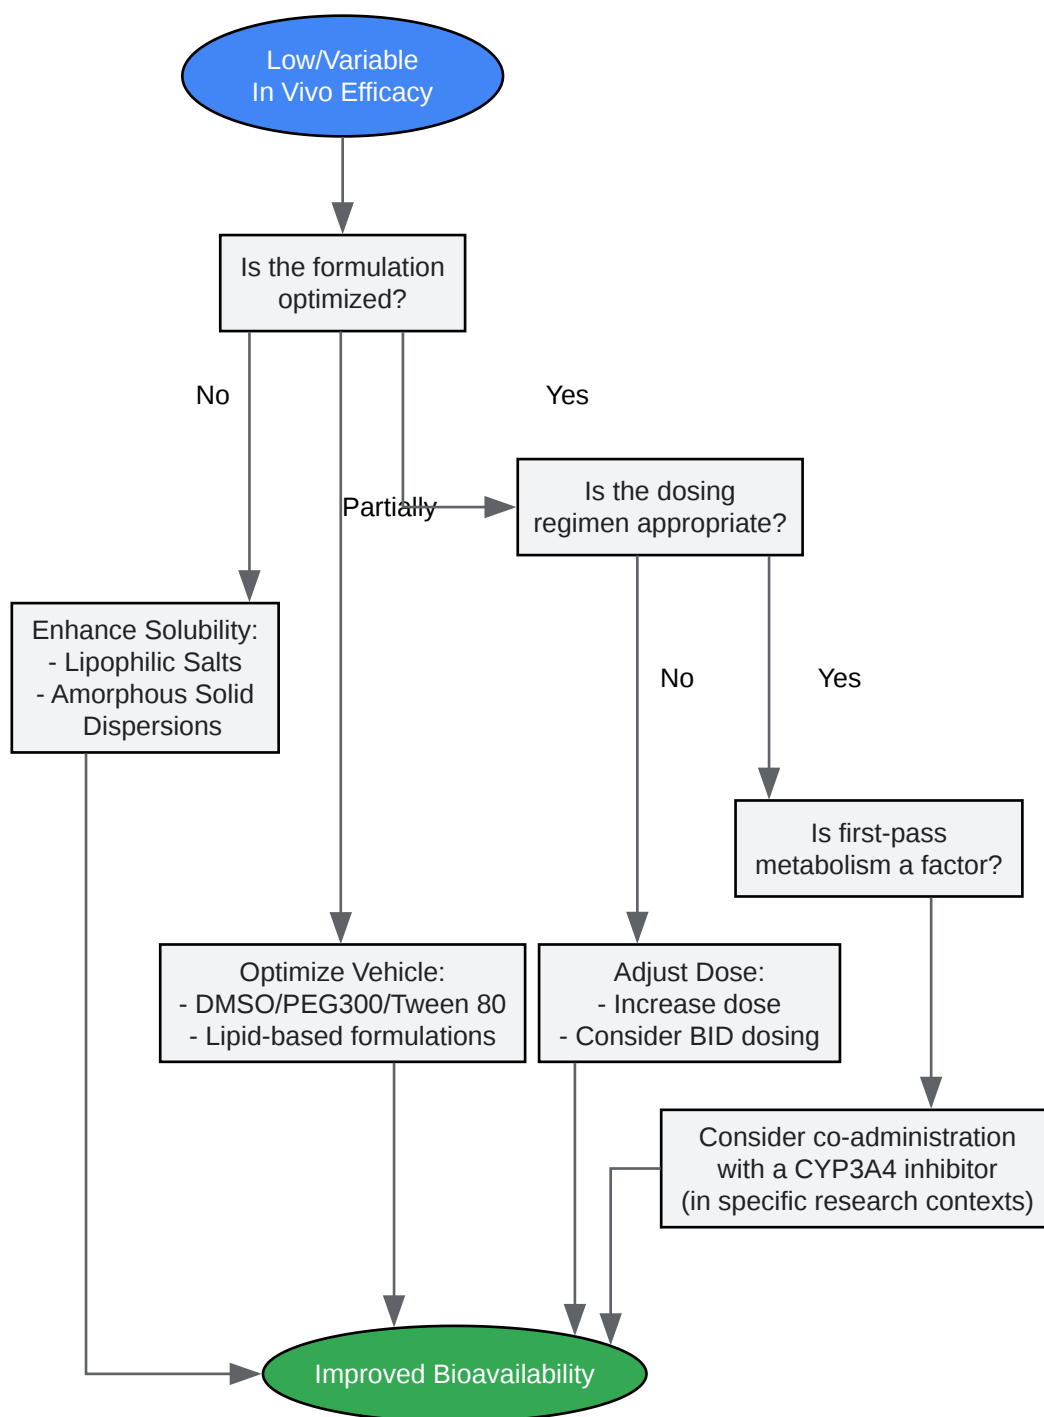 Low/Variable
In Vivo Efficacy
Is the formulation
optimized?
No
Yes
Partially
Is the dosing
regimen appropriate?
Enhance Solubility:
- Lipophilic Salts
- Amorphous Solid
Dispersions
No
Yes
Is first-pass
metabolism a factor?
Optimize Vehicle:
- DMSO/PEG300/Tween 80
- Lipid-based formulations
Adjust Dose:
- Increase dose
- Consider BID dosing
Consider co-administration
with a CYP3A4 inhibitor
(in specific research contexts)
Improved Bioavailability